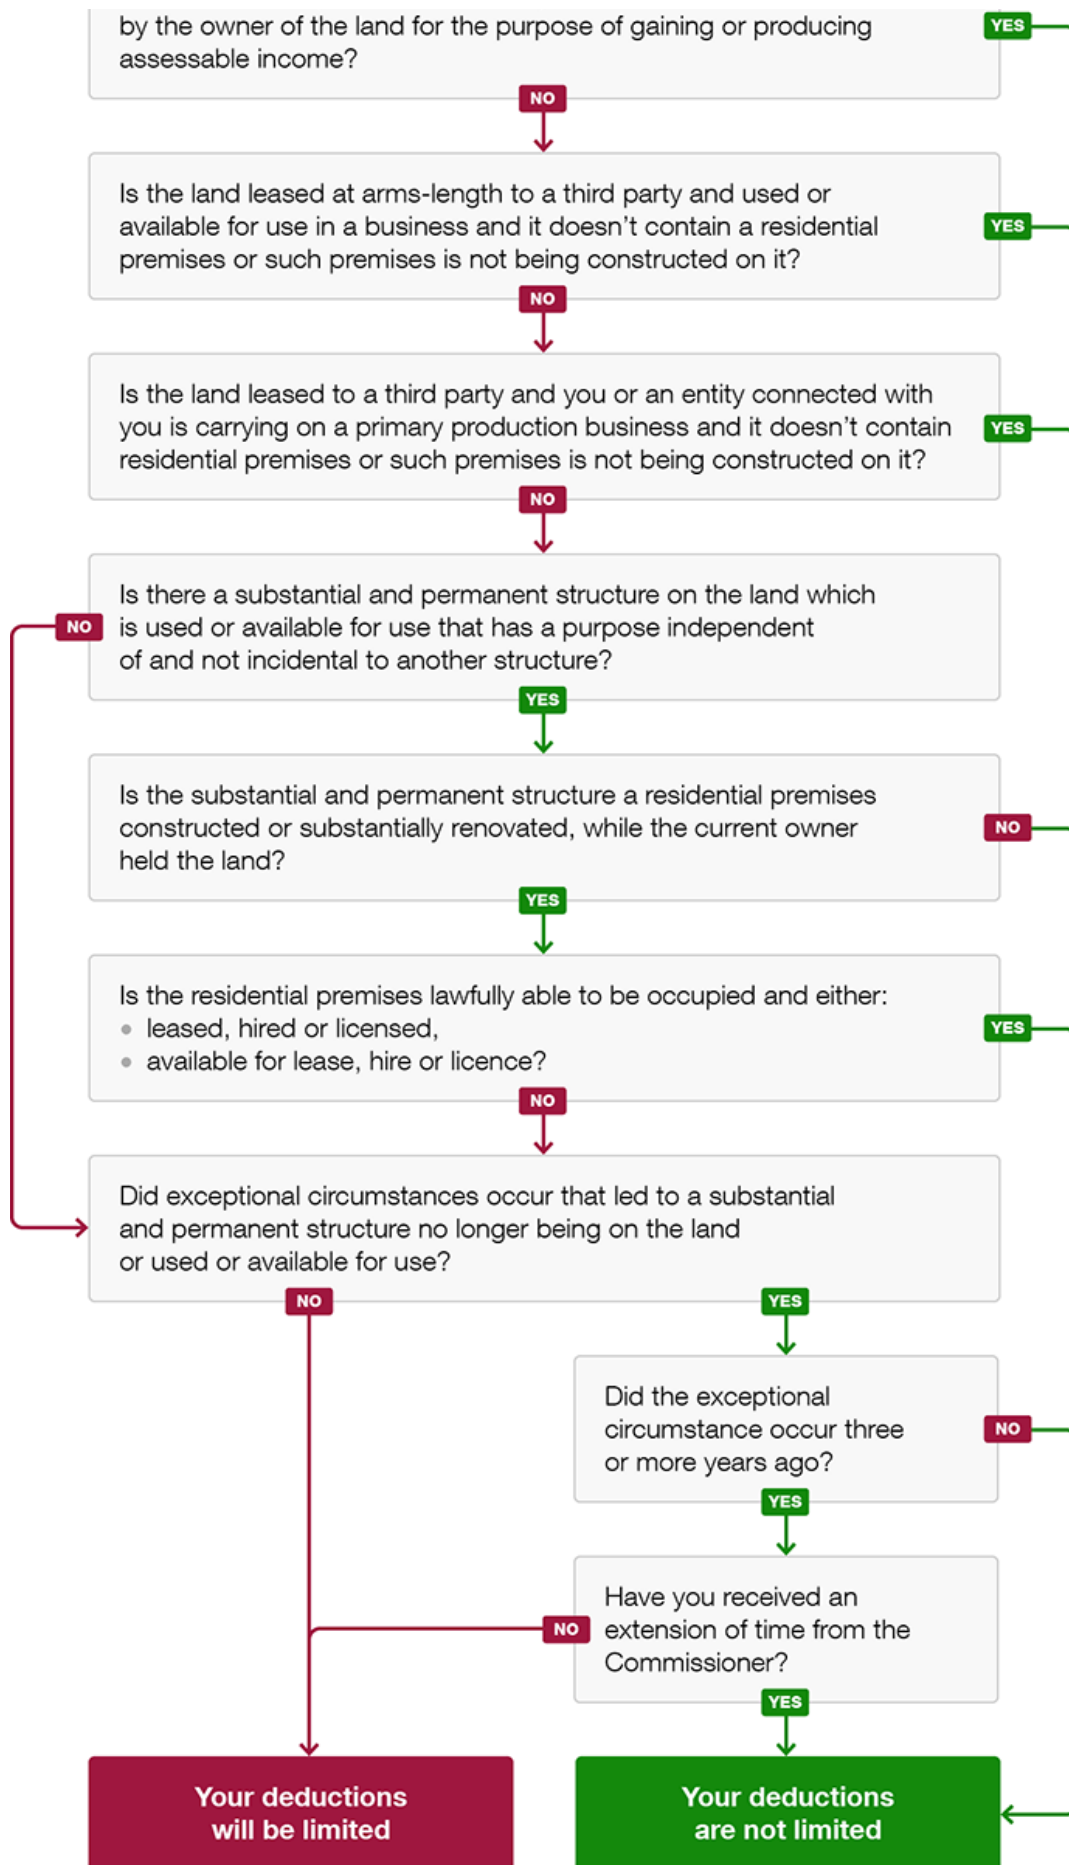 by the owner of the land for the purpose of gaining or producing
assessable income?
YES
NO
Is the land leased at arms-length to a third party and used or
available for use in a business and it doesn't contain a residential
premises or such premises is not being constructed on it?
YES
NO
Is the land leased to a third party and you or an entity connected with
you is carrying on a primary production business and it doesn't contain
residential premises or such premises is not being constructed on it?
YES
NO
Is there a substantial and permanent structure on the land which
is used or available for use that has a purpose independent
of and not incidental to another structure?
NO
YES
Is the substantial and permanent structure a residential premises
constructed or substantially renovated, while the current owner
held the land?
NO
YES
Is the residential premises lawfully able to be occupied and either:
• leased, hired or licensed,
• available for lease, hire or licence?
YES
NO
Did exceptional circumstances occur that led to a substantial
and permanent structure no longer being on the land
or used or available for use?
NO
YES
Did the exceptional
circumstance occur three
or more years ago?
NO
YES
Have you received an
extension of time from the
Commissioner?
NO
YES
Your deductions
will be limited
Your deductions
are not limited